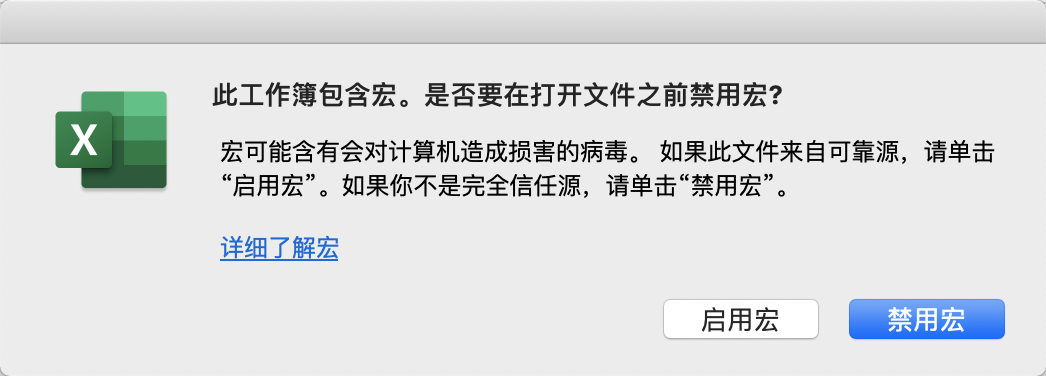 此工作簿包含宏。是否要在打开文件之前禁用宏?
X
宏可能含有会对计算机造成损害的病毒。 如果此文件来自可靠源，请单击
“启用宏”。如果你不是完全信任源，请单击“禁用宏”。
详细了解宏
启用宏
禁用宏